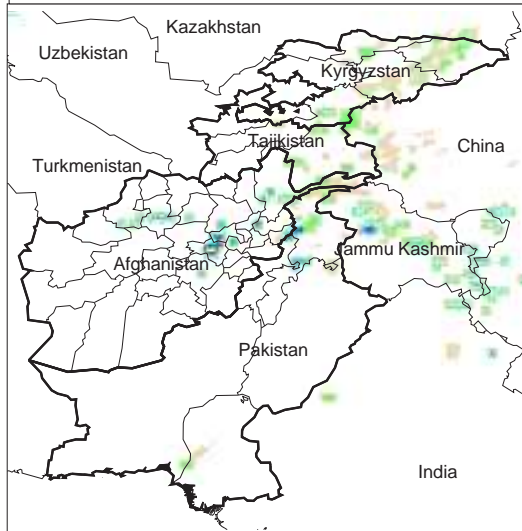 Kazakhstan
Uzbekistan
Kyrgyzstan
Tajikistan
China
Turkmenistan
Jammu Kashmir
Afghanistan
Pakistan
India